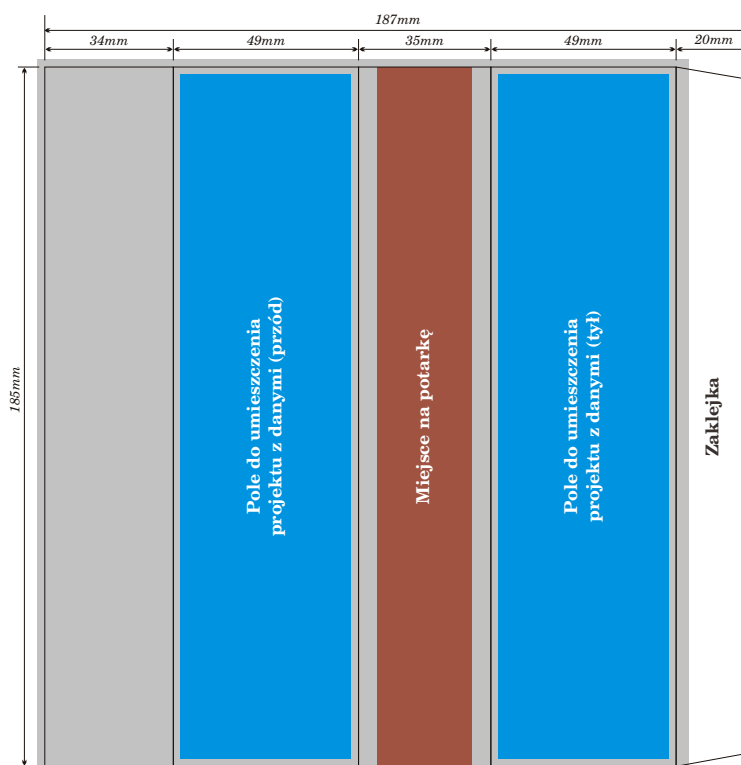 187mm
34mm
49mm
35mm
49mm
20mm
185mm
Pole do umieszczenia
projektu z danymi (przód)
Miejsce na potarkę
Pole do umieszczenia
projektu z danymi (tył)
Zaklejka